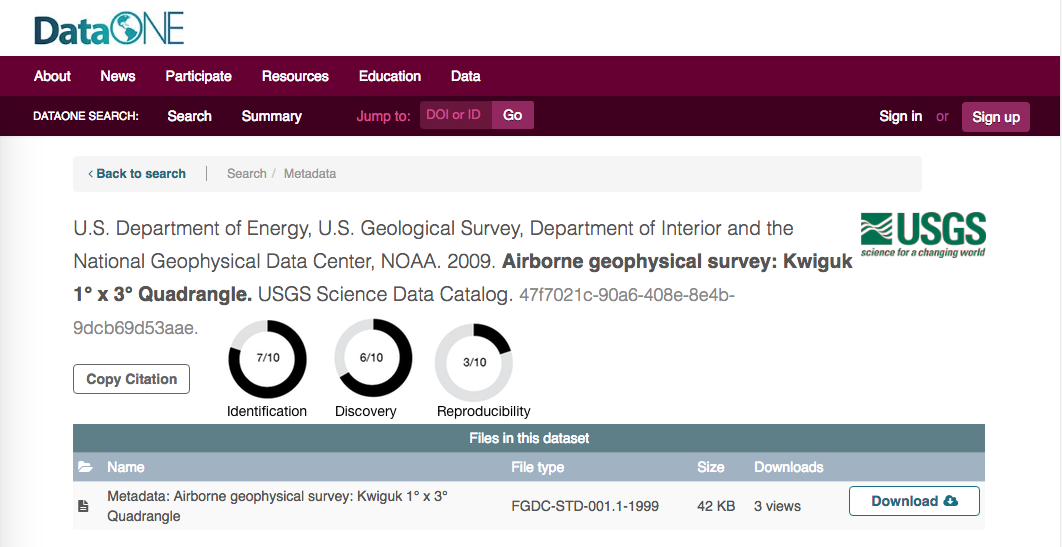 DataONE
About News Participate Resources Education Data
DATAONE SEARCH: Search Summary Jump to: DOI or ID Go Sign in or Sign up
‹ Back to search | Search / Metadata
U.S. Department of Energy, U.S. Geological Survey, Department of Interior and the
National Geophysical Data Center, NOAA. 2009. Airborne geophysical survey: Kwiguk
1° x 3° Quadrangle. USGS Science Data Catalog. 47f7021c-90a6-408e-8e4b-
9dcb69d53aae.
USGS
science for a changing world
Copy Citation
7/10 6/10 3/10
Identification Discovery Reproducibility
Files in this dataset
Name File type Size Downloads
Metadata: Airborne geophysical survey: Kwiguk 1° x 3°
Quadrangle
FGDC-STD-001.1-1999 42 KB 3 views Download